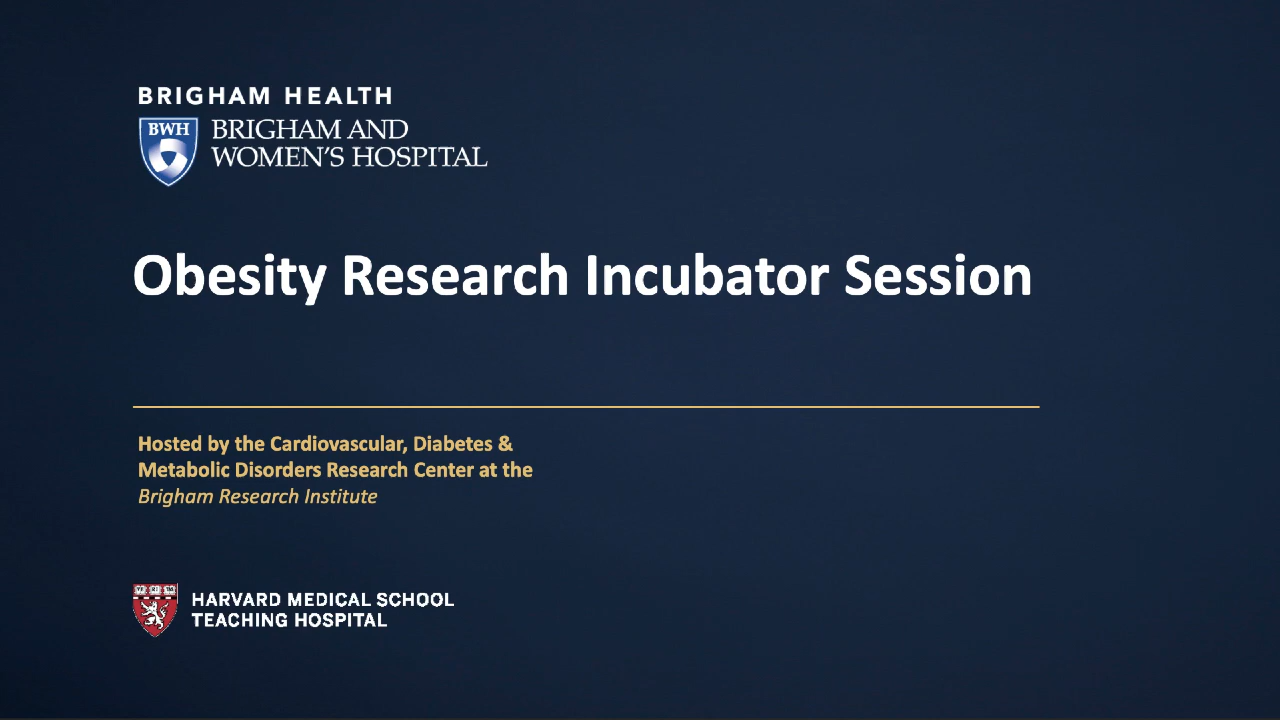 BRIGHAM HEALTH
BWH
BRIGHAM AND
WOMEN'S HOSPITAL
Obesity Research Incubator Session
Hosted by the Cardiovascular, Diabetes &
Metabolic Disorders Research Center at the
Brigham Research Institute
HARVARD MEDICAL SCHOOL
TEACHING HOSPITAL